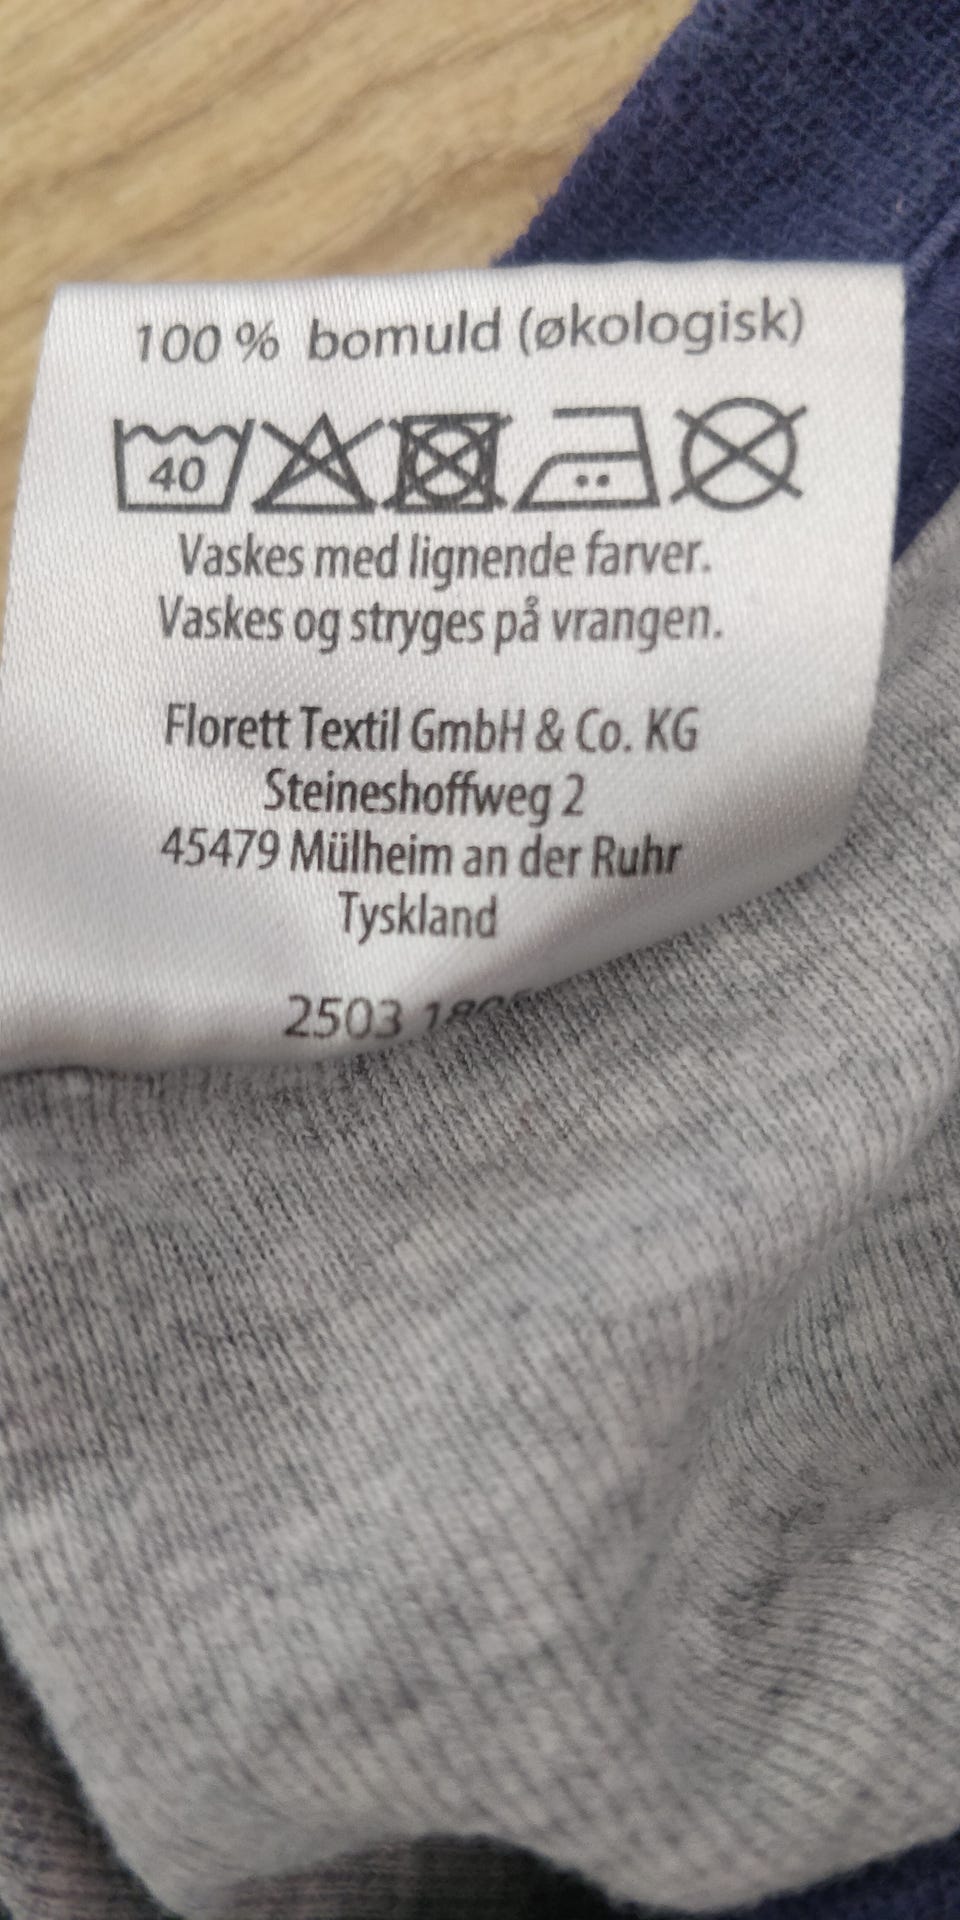 100 % bomuld (økologisk)
40
Vaskes med lignende farver.
Vaskes og stryges på vrangen.
Florett Textil GmbH & Co. KG
Steineshoffweg 2
45479 Mülheim an der Ruhr
Tyskland
2503